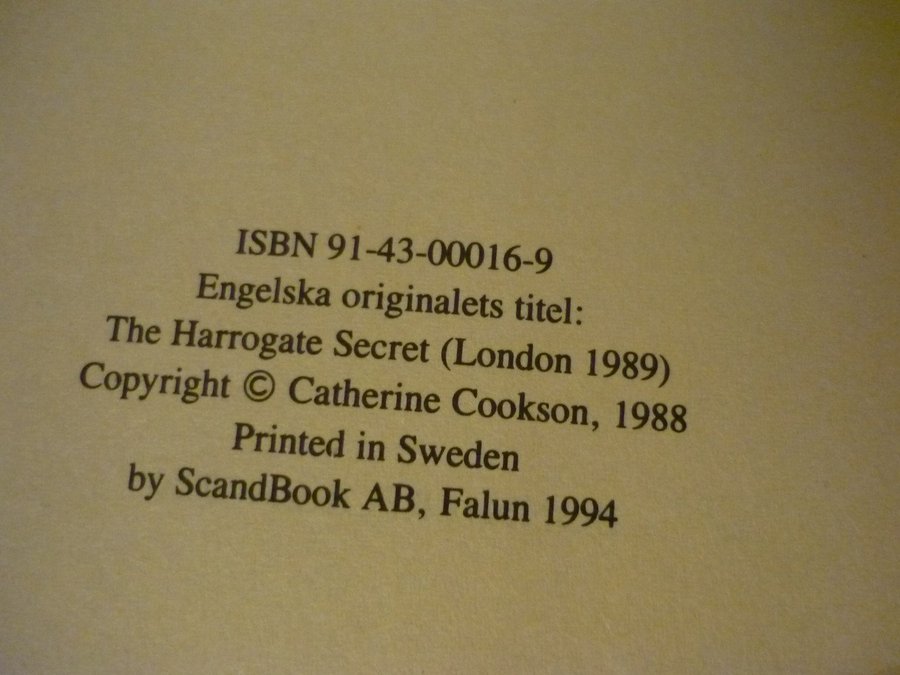 ISBN 91-43-00016-9
Engelska originalets titel:
The Harrogate Secret (London 1989)
Copyright © Catherine Cookson, 1988
Printed in Sweden
by ScandBook AB, Falun 1994